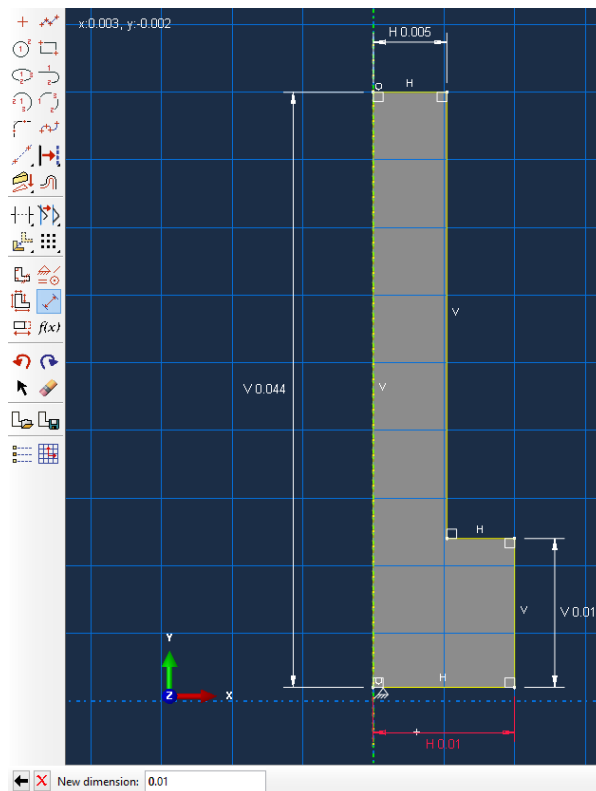 x:0.003, y:-0.002
H 0.005
H
V
V 0.044
V
H
V
V 0.01
H
Y
Z
X
H 0.01
f(x)
New dimension: 0.01